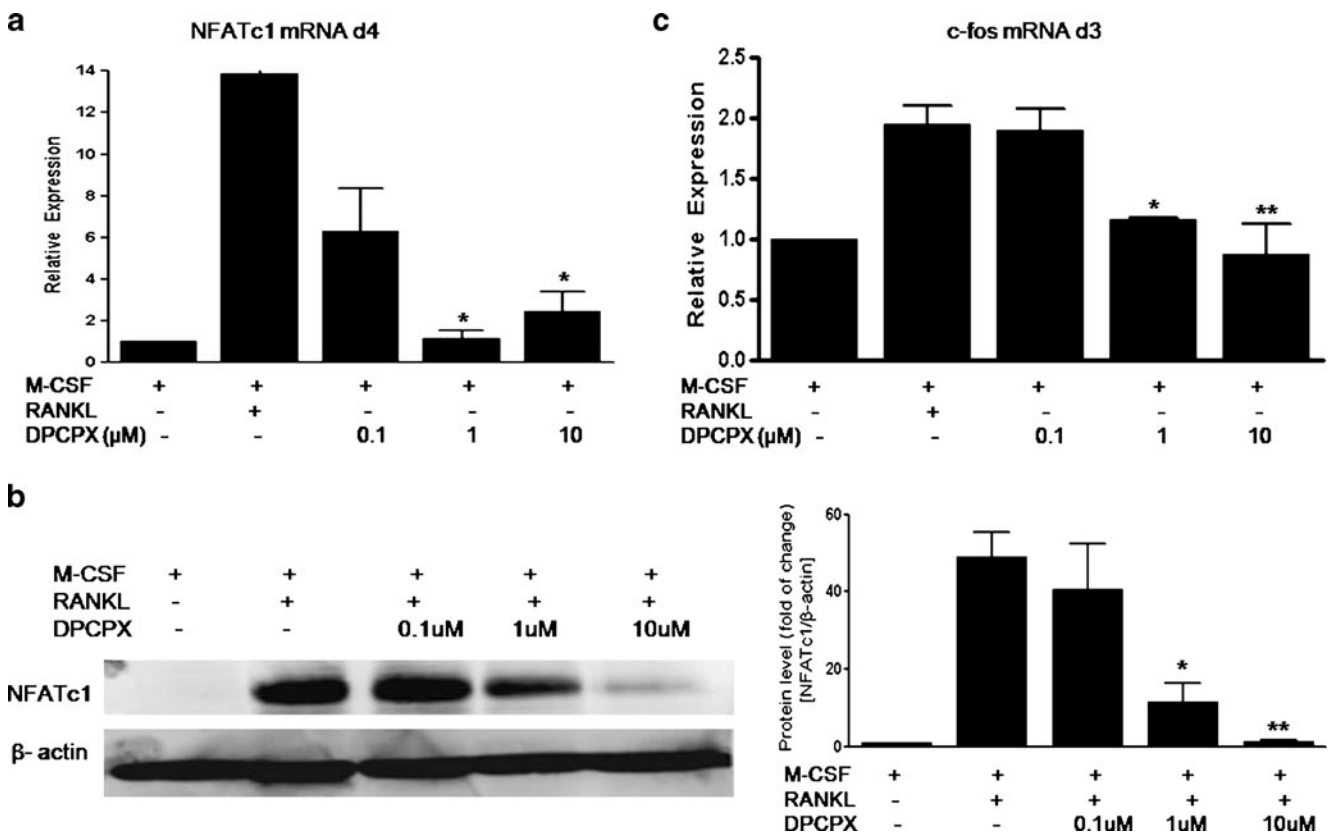 a
NFATc1 mRNA d4
Relative Expression
14
12
10
8
6
4
2
0
* *
M-CSF + + + + +
RANKL - + - - -
DPCPX (µM) - - 0.1 1 10
c
c-fos mRNA d3
Relative Expression
2.5
2.0
1.5
1.0
0.5
0.0
* **
M-CSF + + + + +
RANKL - + - - -
DPCPX (µM) - - 0.1 1 10
b
M-CSF + + + + +
RANKL - + + + +
DPCPX - - 0.1uM 1uM 10uM
NFATc1
β- actin
Protein level (fold of change)
[NFATc1/β-actin]
60
40
20
0
* **
M-CSF + + + + +
RANKL - + + + +
DPCPX - - 0.1uM 1uM 10uM